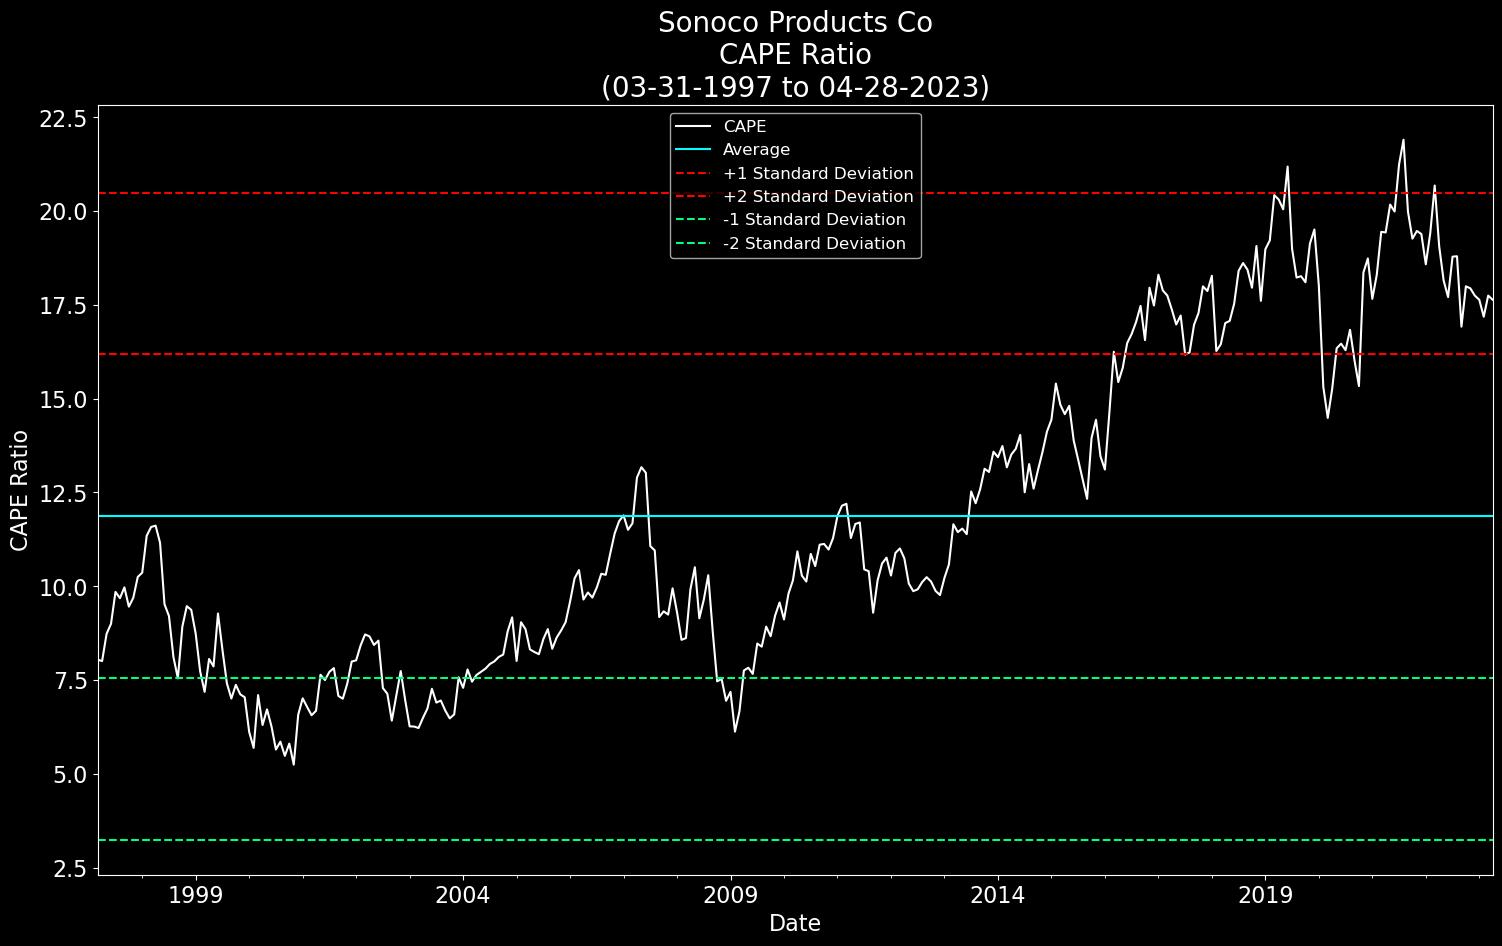 Sonoco Products Co
CAPE Ratio
(03-31-1997 to 04-28-2023)
CAPE
Average
+1 Standard Deviation
+2 Standard Deviation
-1 Standard Deviation
-2 Standard Deviation
CAPE Ratio
22.5
20.0
17.5
15.0
12.5
10.0
7.5
5.0
2.5
1999 2004 2009 2014 2019
Date